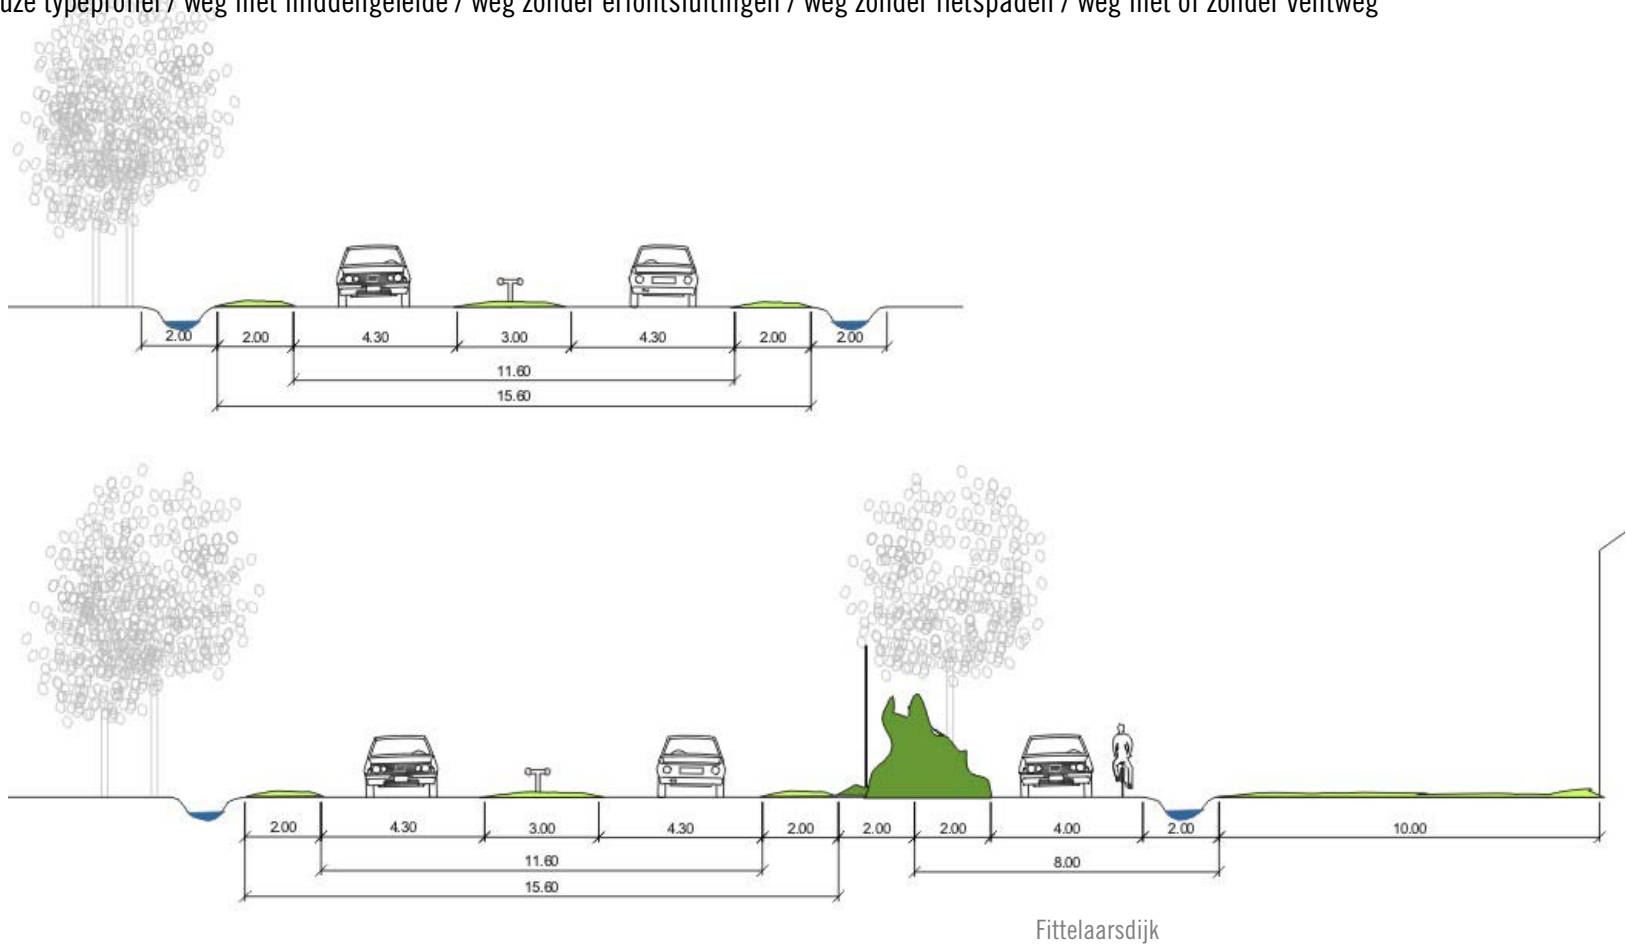 uze typeprofiel / weg met middengeleide / weg zonder erfontsluitingen / weg zonder fietspaden / weg met of zonder ventweg
2.00 2.00 4.30 3.00 4.30 2.00 2.00
11.60
15.60
2.00 4.30 3.00 4.30 2.00 2.00 2.00 4.00 2.00 10.00
11.60 8.00
15.60
Fittelaarsdijk